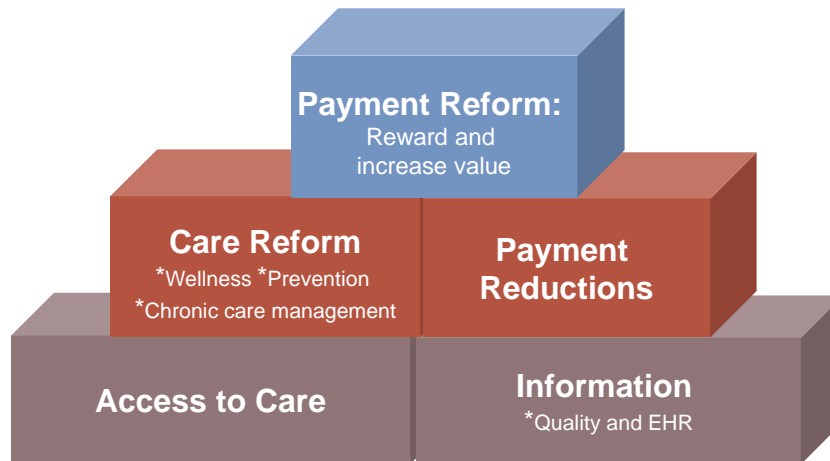 Payment Reform:
Reward and
increase value
Care Reform
*Wellness *Prevention
*Chronic care management
Payment
Reductions
Access to Care
Information
*Quality and EHR